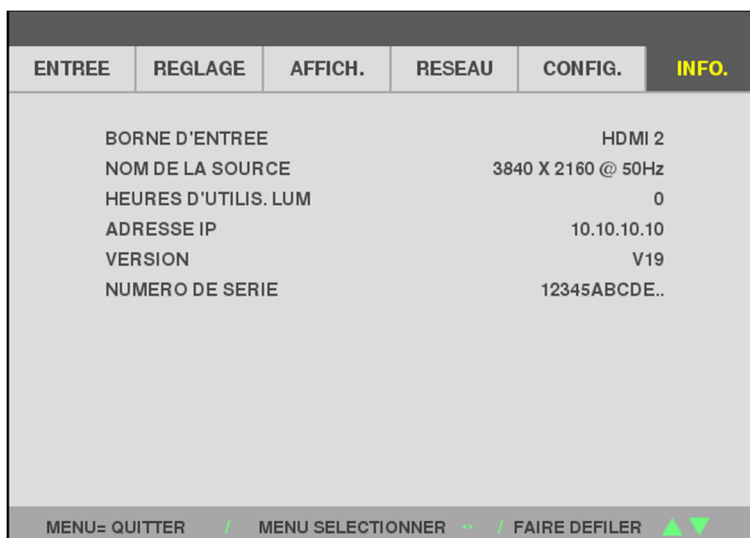 ENTREE REGLAGE AFFICH. RESEAU CONFIG. INFO.
BORNE D'ENTREE HDMI 2
NOM DE LA SOURCE 3840 X 2160 @ 50Hz
HEURES D'UTILIS. LUM 0
ADRESSE IP 10.10.10.10
VERSION V19
NUMERO DE SERIE 12345ABCDE..
MENU= QUITTER / MENU SELECTIONNER / FAIRE DEFILER